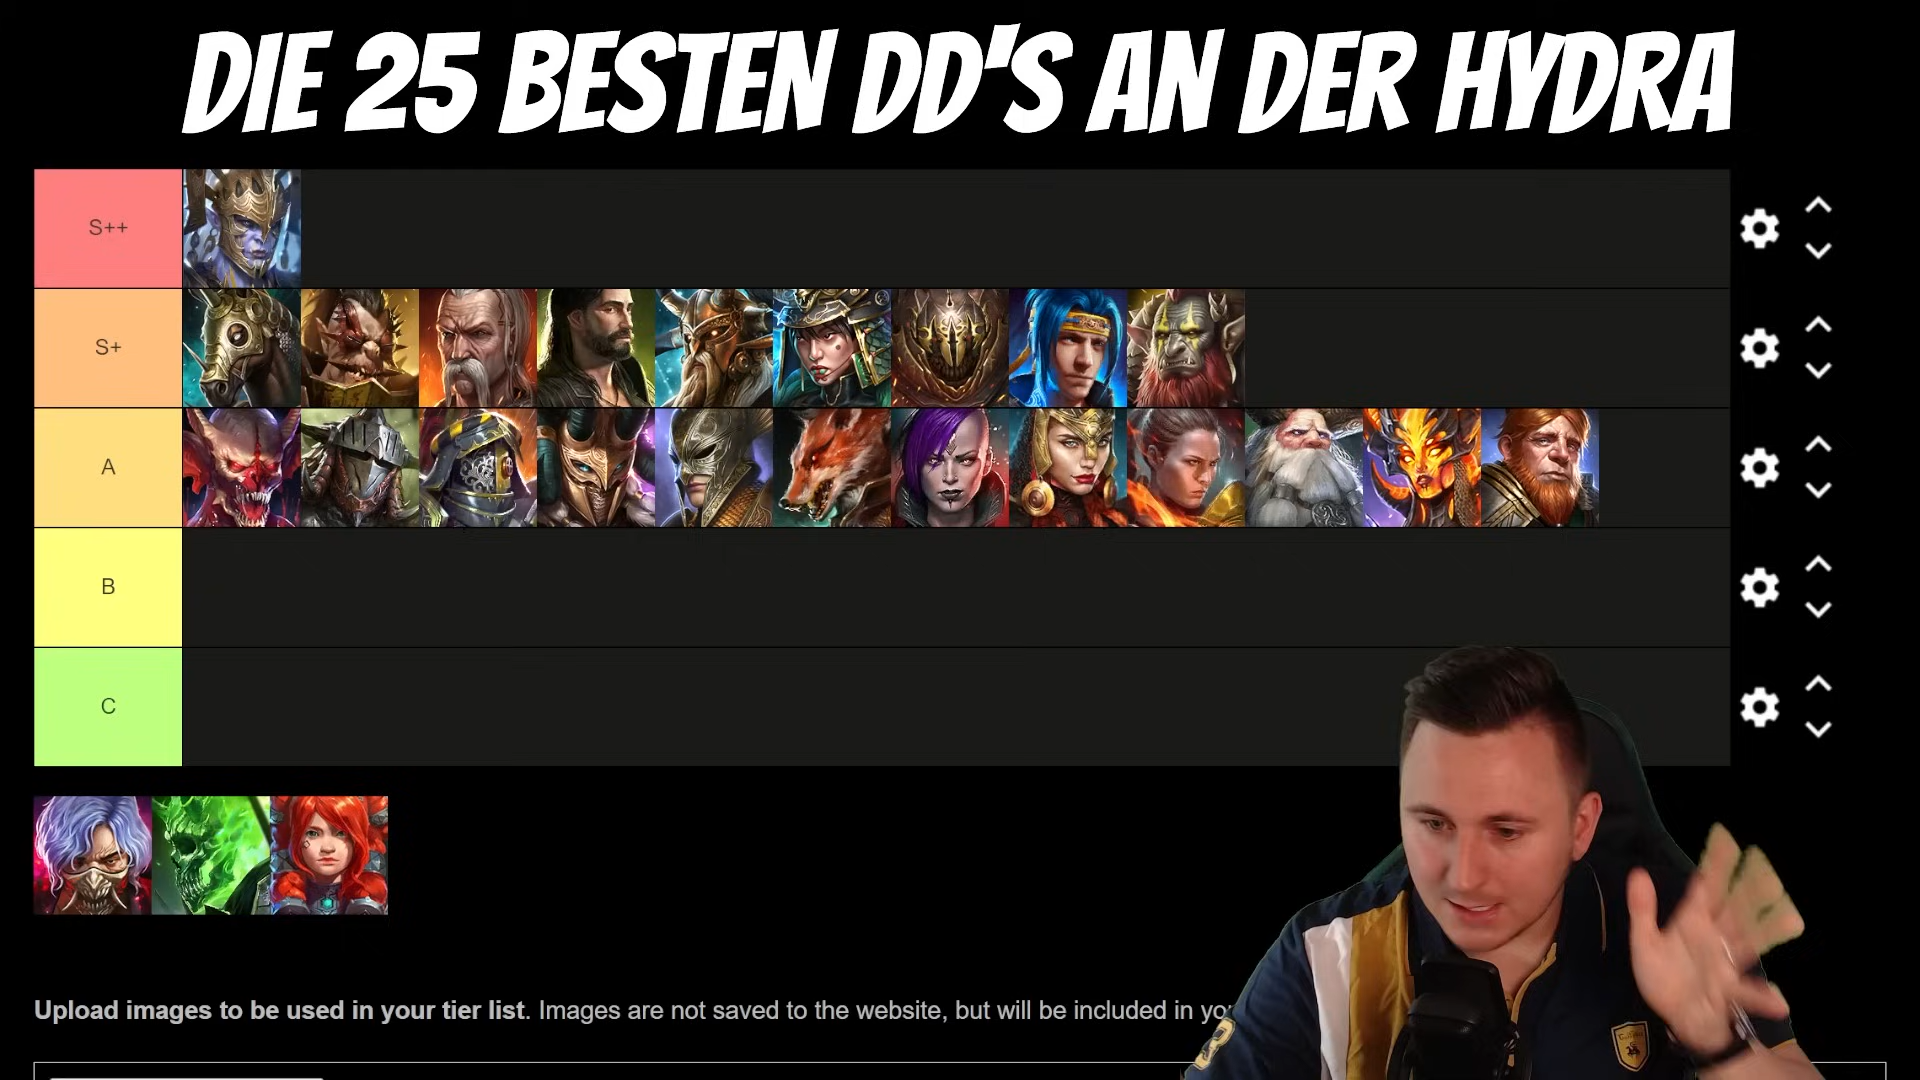 DIE 25 BESTEN DD'S AN DER HYDRA
S++
S+
A
B
C
Upload images to be used in your tier list. Images are not saved to the website, but will be included in